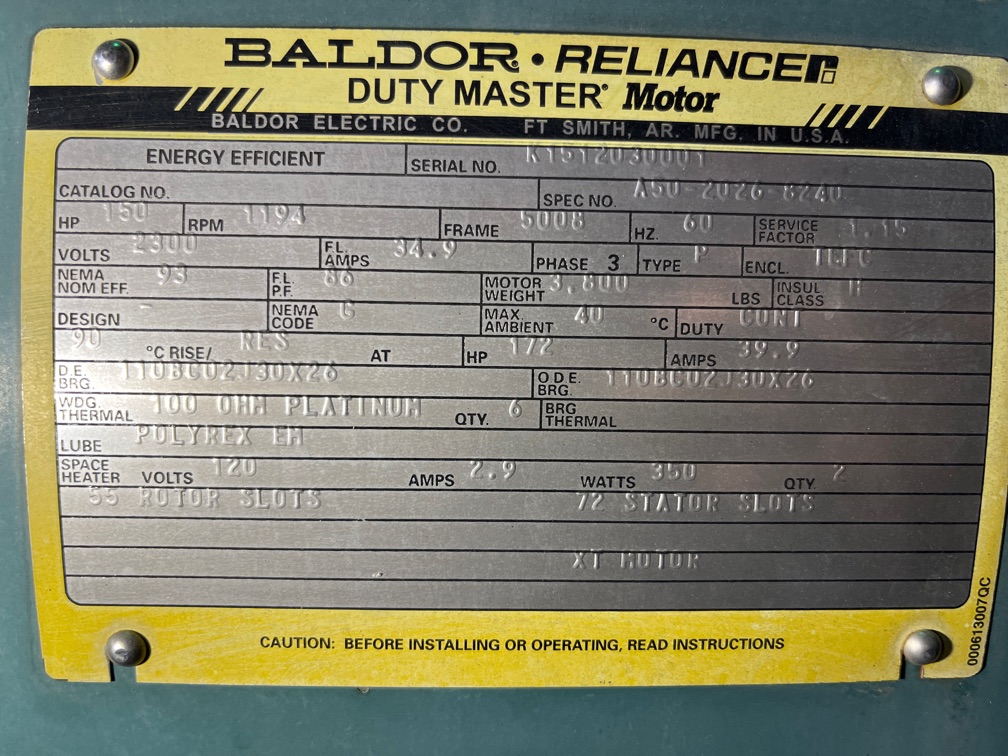 BALDOR • RELIANCE
DUTY MASTER® Motor
BALDOR ELECTRIC CO. FT SMITH, AR. MFG. IN U.S.A.
ENERGY EFFICIENT SERIAL NO. K1512030001
CATALOG NO. SPEC NO. A50-2026-8240
HP 150 RPM 1194 FRAME 5008 HZ. 60 SERVICE FACTOR 1.15
VOLTS 2300 F.L. AMPS 34.9 PHASE 3 TYPE P ENCL. TEFC
NEMA NOM EFF. 93 F.L. P.F. 86 MOTOR WEIGHT 3,800 LBS INSUL CLASS
DESIGN - NEMA CODE G MAX. AMBIENT 40 °C DUTY CONT
90 °C RISE/ RES AT HP 172 AMPS 39.9
D.E. BRG. 110BC02J30X26 O.D.E. BRG. 110BC02J30X26
WDG. THERMAL 100 OHM PLATINUM QTY. 6 BRG THERMAL
LUBE POLYREX EM
SPACE HEATER VOLTS 120 AMPS 2.9 WATTS 350 QTY 2
55 ROTOR SLOTS 72 STATOR SLOTS
XT MOTOR
CAUTION: BEFORE INSTALLING OR OPERATING, READ INSTRUCTIONS
000613007QC